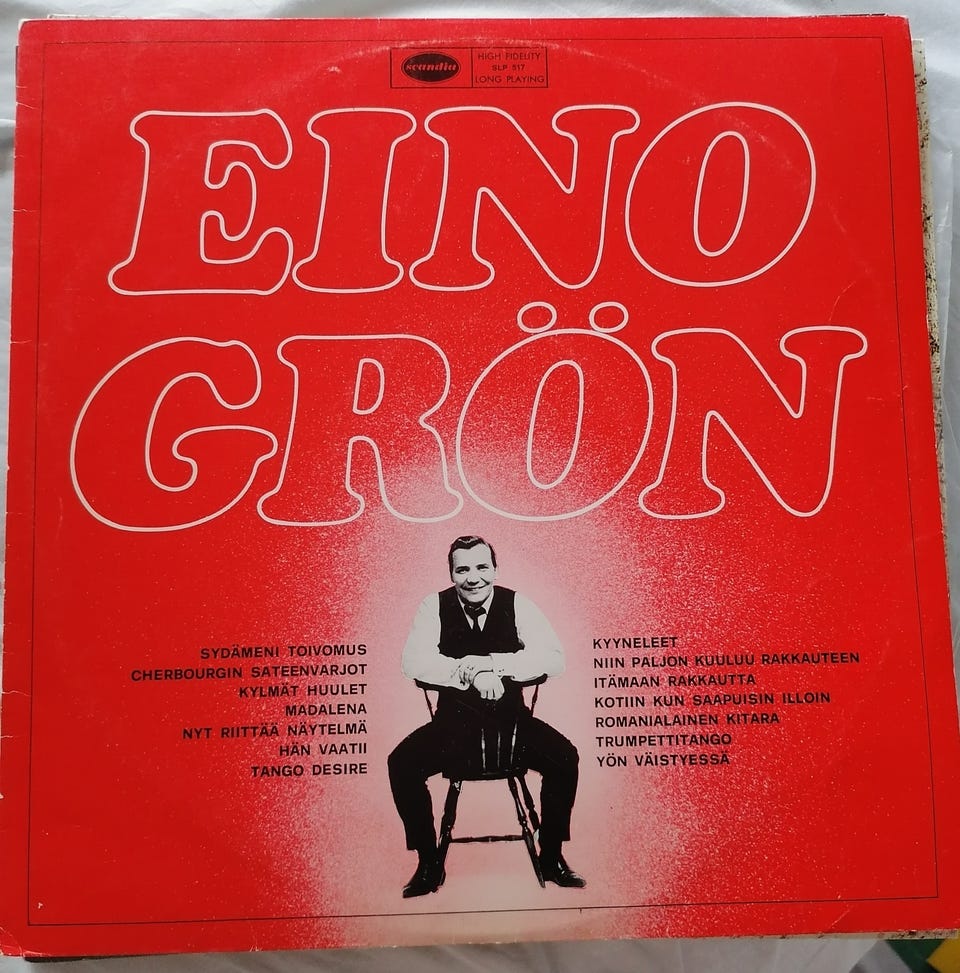 scandia
HIGH FIDELITY
SLP 517
LONG PLAYING
EINO
GRÖN
SYDÄMENI TOIVOMUS
CHERBOURGIN SATEENVARJOT
KYLMÄT HUULET
MADALENA
NYT RIITTÄÄ NÄYTELMÄ
HÄN VAATII
TANGO DESIRE
KYYNELEET
NIIN PALJON KUULUU RAKKAUTEEN
ITÄMAAN RAKKAUTTA
KOTIIN KUN SAAPUISIN ILLOIN
ROMANIALAINEN KITARA
TRUMPETTITANGO
YÖN VÄISTYESSÄ